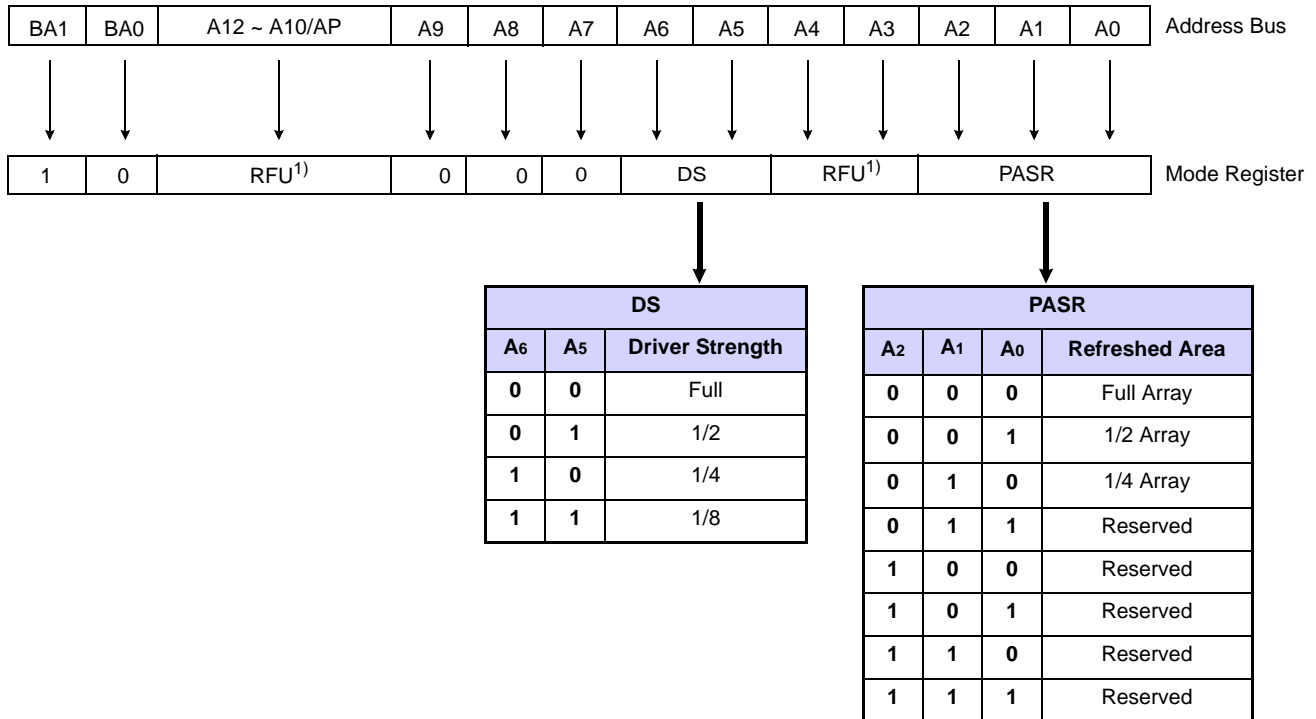 BA1 BA0 A12 ~ A10/AP A9 A8 A7 A6 A5 A4 A3 A2 A1 A0 Address Bus
1 0 RFU1) 0 0 0 DS RFU1) PASR Mode Register
DS
A6 A5 Driver Strength
0 0 Full
0 1 1/2
1 0 1/4
1 1 1/8
PASR
A2 A1 A0 Refreshed Area
0 0 0 Full Array
0 0 1 1/2 Array
0 1 0 1/4 Array
0 1 1 Reserved
1 0 0 Reserved
1 0 1 Reserved
1 1 0 Reserved
1 1 1 Reserved